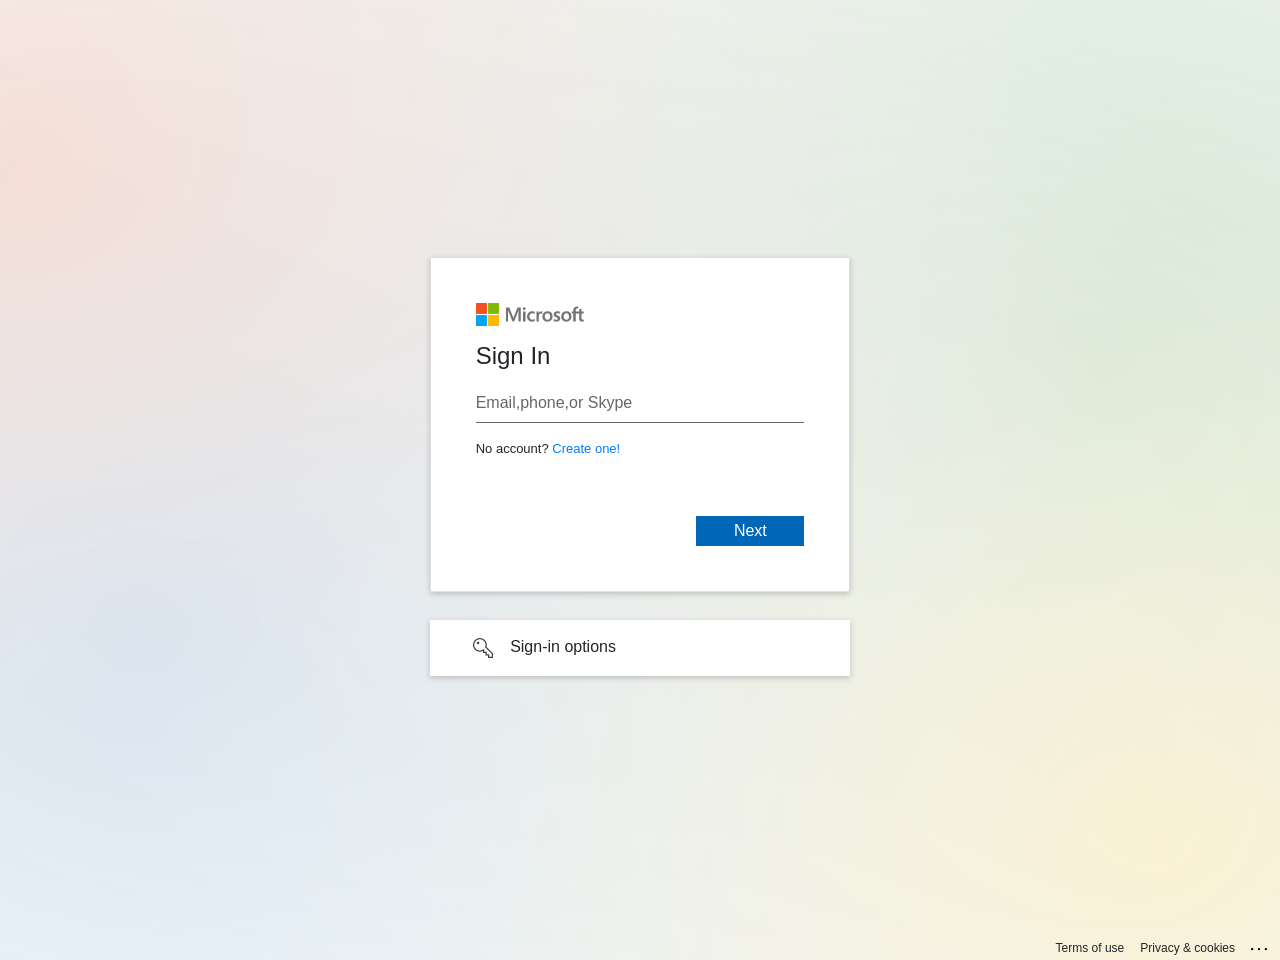 Microsoft
Sign In
Email,phone,or Skype
No account? Create one!
Next
Sign-in options
Terms of use Privacy & cookies ...